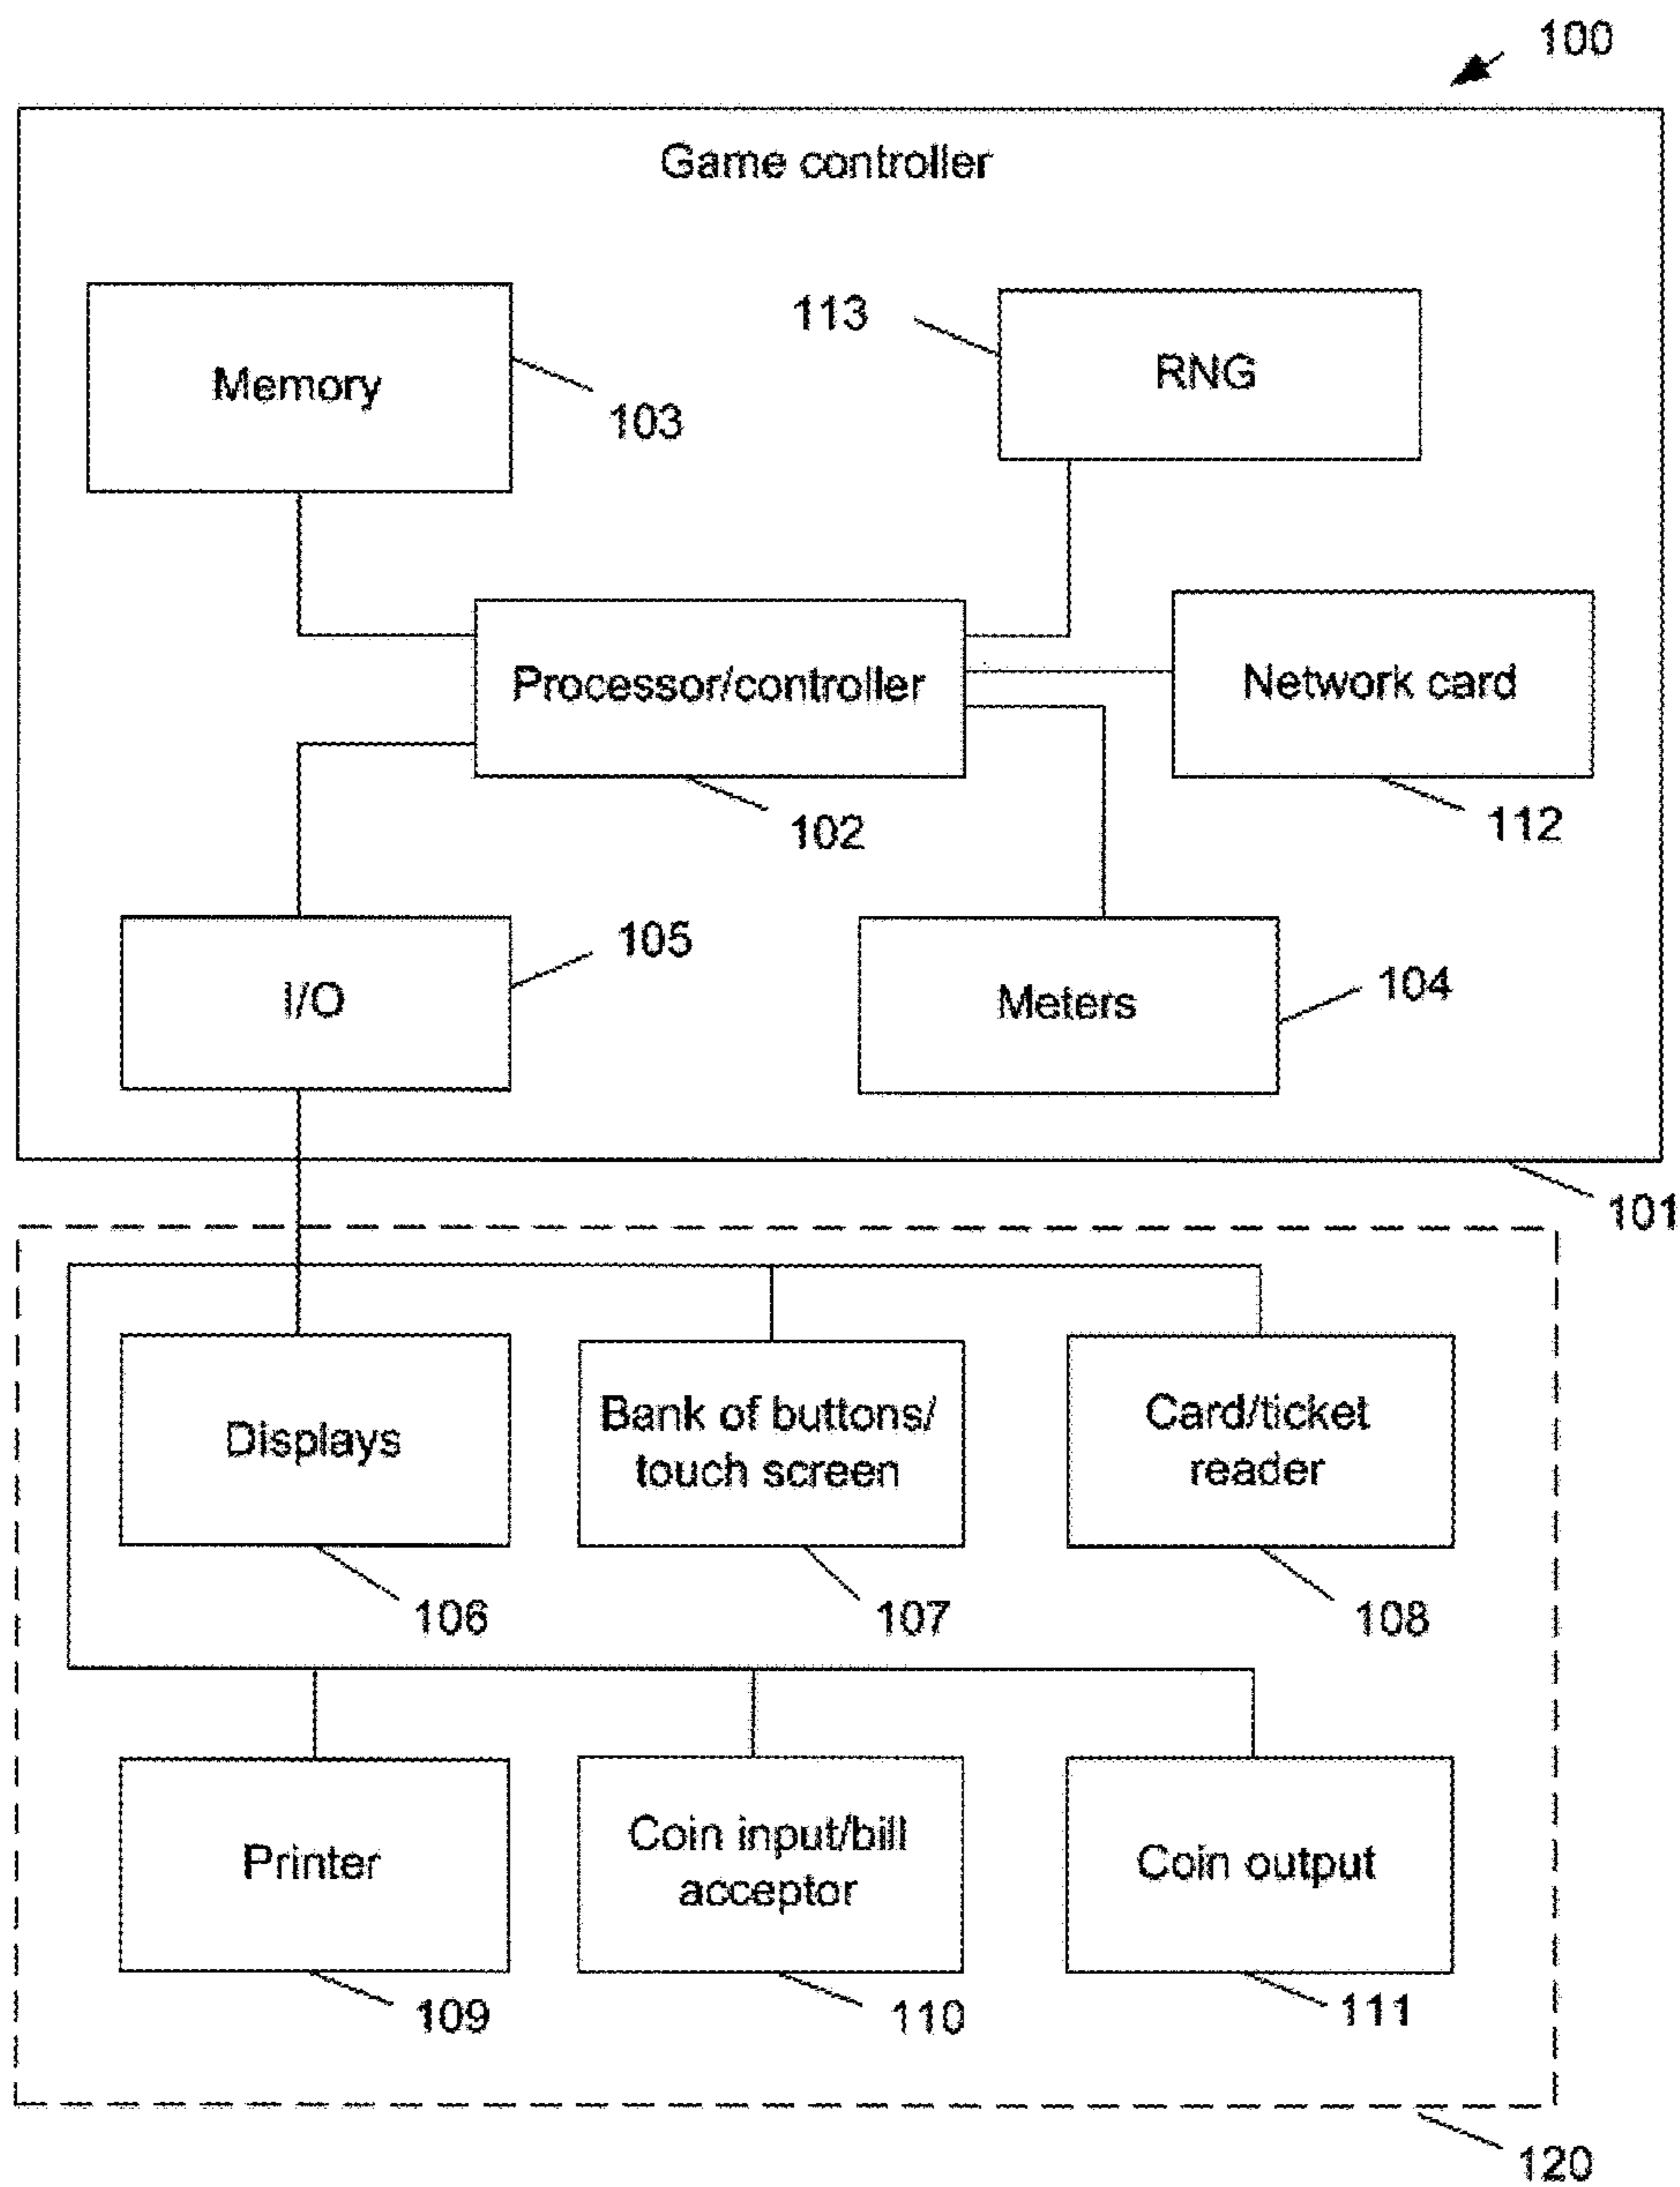 100
Game controller
Memory
103
113
RNG
Processor/controller
102
Network card
112
I/O
105
Meters
104
101
Displays
106
Bank of buttons/
touch screen
107
Card/ticket
reader
108
Printer
109
Coin input/bill
acceptor
110
Coin output
111
120